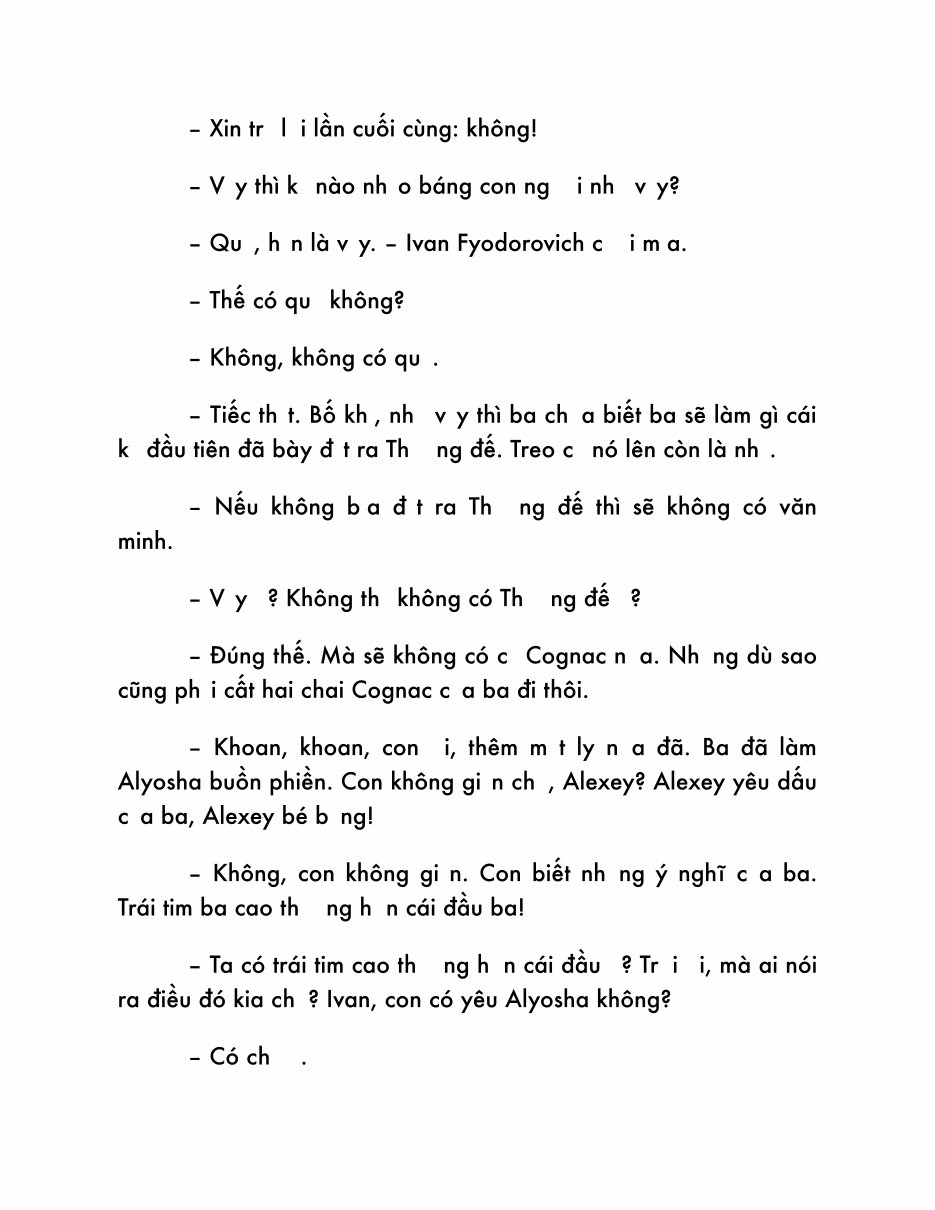 – Xin tr l i lần cuối cùng: không!
– V y thì k nào nh o báng con ng i nh v y?
– Qu , h n là v y. – Ivan Fyodorovich c i m a.
– Thế có qu không?
– Không, không có qu .
– Tiếc th t. Bố kh , nh v y thì ba ch a biết ba sẽ làm gì cái
k đầu tiên đã bày đ t ra Th ng đế. Treo c nó lên còn là nh .
– Nếu không b a đ t ra Th ng đế thì sẽ không có văn
minh.
– V y ? Không th không có Th ng đế ?
– Đúng thế. Mà sẽ không có c Cognac n a. Nh ng dù sao
cũng ph i cất hai chai Cognac c a ba đi thôi.
– Khoan, khoan, con i, thêm m t ly n a đã. Ba đã làm
Alyosha buồn phiền. Con không gi n ch , Alexey? Alexey yêu dấu
c a ba, Alexey bé b ng!
– Không, con không gi n. Con biết nh ng ý nghĩ c a ba.
Trái tim ba cao th ng h n cái đầu ba!
– Ta có trái tim cao th ng h n cái đầu ? Tr i i, mà ai nói
ra điều đó kia ch ? Ivan, con có yêu Alyosha không?
– Có ch .